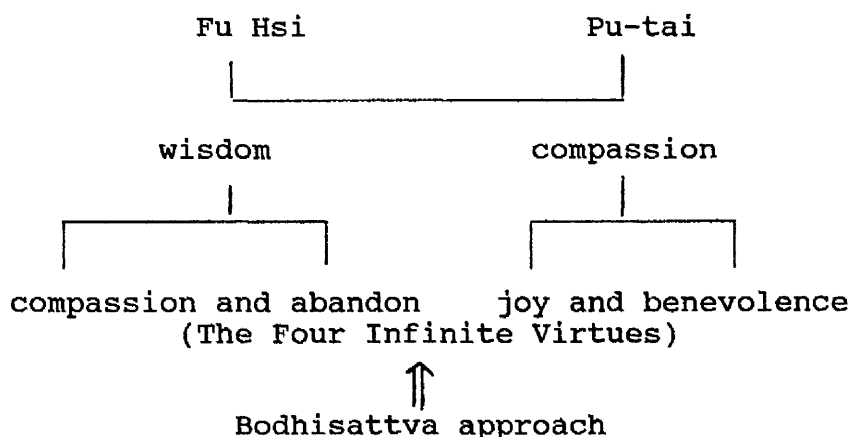 Fu Hsi Pu-tai
wisdom compassion
compassion and abandon joy and benevolence
(The Four Infinite Virtues)
Bodhisattva approach